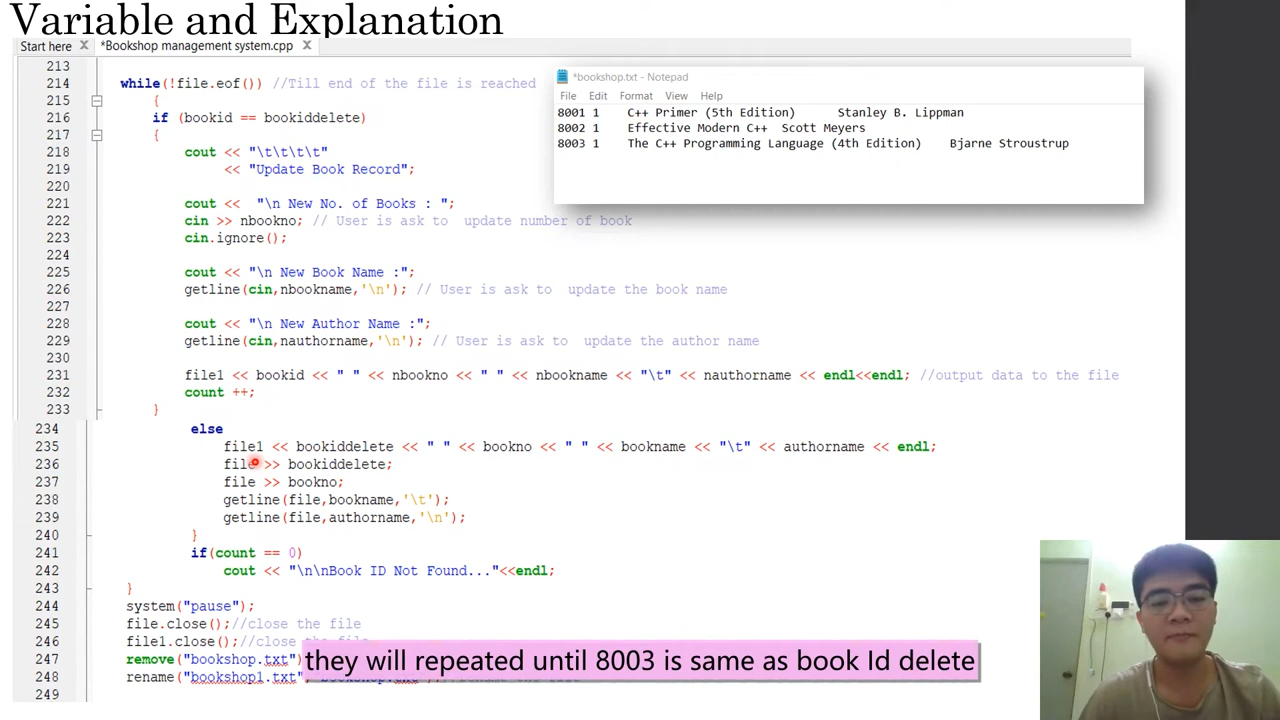 Variable and Explanation
Start here
*Bookshop management system.cpp
213
214 while(!file.eof()) //Till end of the file is reached
215 {
216 if (bookid == bookiddelete)
217 {
218 cout << "\t\t\t\t"
219 << "Update Book Record";
220
221 cout << "\n New No. of Books : ";
222 cin >> nbookno; // User is ask to update number of book
223 cin.ignore();
224
225 cout << "\n New Book Name :";
226 getline(cin,nbookname,'\n'); // User is ask to update the book name
227
228 cout << "\n New Author Name :";
229 getline(cin,nauthorname,'\n'); // User is ask to update the author name
230
231 file1 << bookid << " " << nbookno << " " << nbookname << "\t" << nauthorname << endl<<endl; //output data to the file
232 count ++;
233 }
234 else
235 file1 << bookiddelete << " " << bookno << " " << bookname << "\t" << authorname << endl;
236 file >> bookiddelete;
237 file >> bookno;
238 getline(file,bookname,'\t');
239 getline(file,authorname,'\n');
240 }
241 if(count == 0)
242 cout << "\n\nBook ID Not Found..."<<endl;
243 }
244 system("pause");
245 file.close();//close the file
246 file1.close();//close the file
247 remove("bookshop.txt")
248 rename("bookshop1.txt"
249
*bookshop.txt - Notepad
File Edit Format View Help
8001 1 C++ Primer (5th Edition) Stanley B. Lippman
8002 1 Effective Modern C++ Scott Meyers
8003 1 The C++ Programming Language (4th Edition) Bjarne Stroustrup
they will repeated until 8003 is same as book Id delete